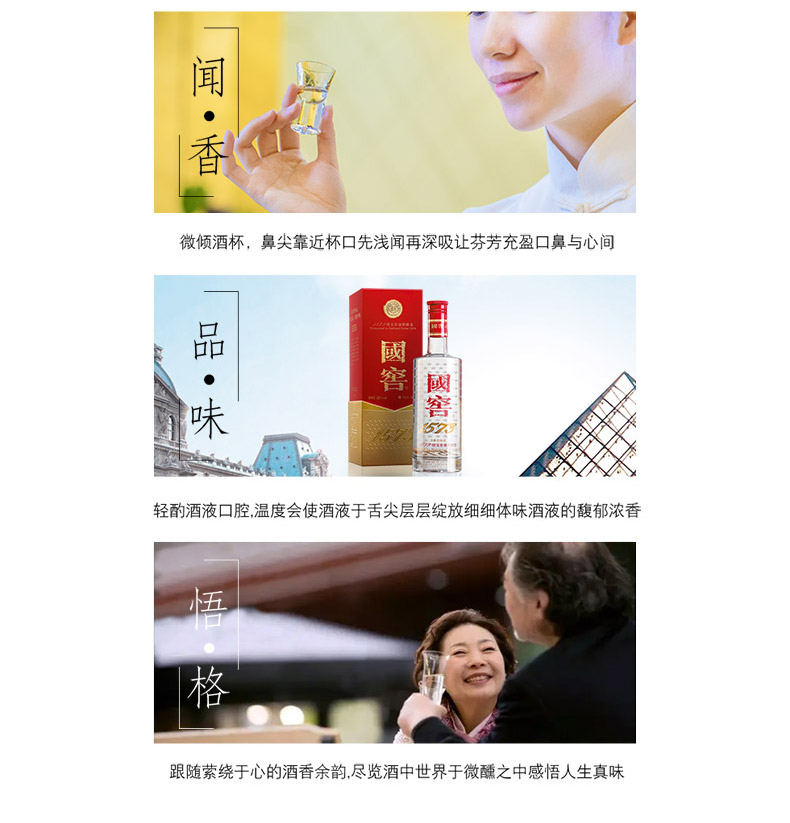 闻·香
微倾酒杯，鼻尖靠近杯口先浅闻再深吸让芬芳充盈口鼻与心间
品·味
國窖
國窖
國窖
1573
1573
轻酌酒液口腔,温度会使酒液于舌尖层层绽放细细体味酒液的馥郁浓香
悟·格
跟随萦绕于心的酒香余韵,尽览酒中世界于微醺之中感悟人生真味